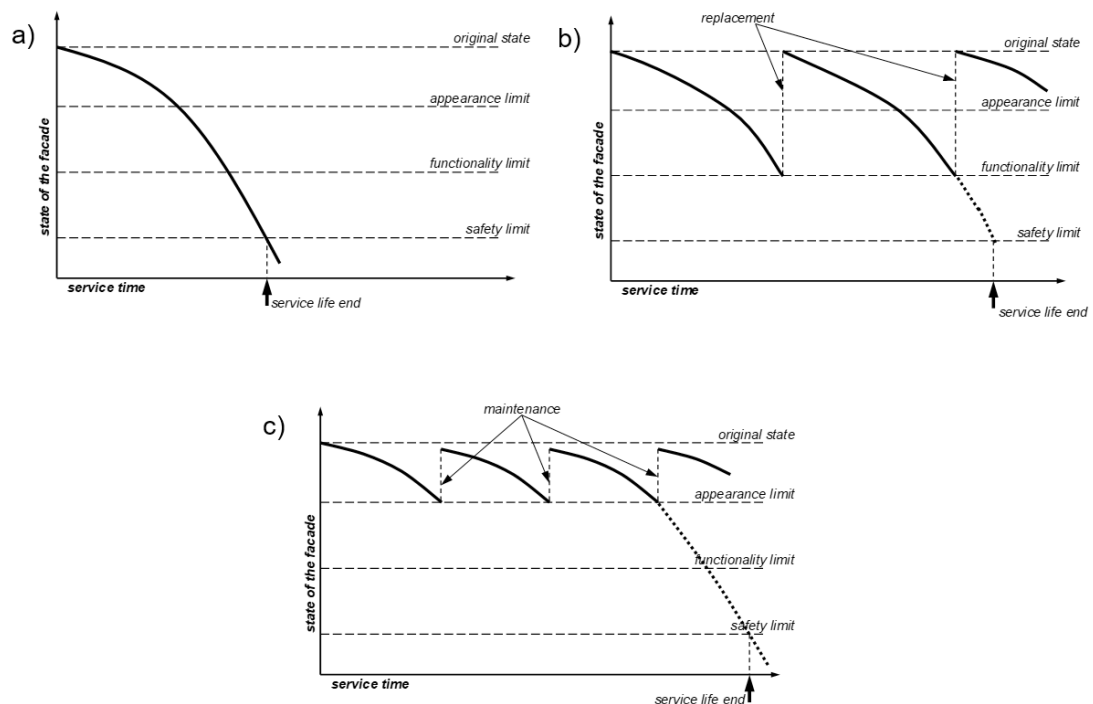 a)
original state
appearance limit
functionality limit
safety limit
state of the facade
service time
service life end
b)
replacement
original state
appearance limit
functionality limit
safety limit
state of the facade
service time
service life end
c)
maintenance
original state
appearance limit
functionality limit
safety limit
state of the facade
service time
service life end